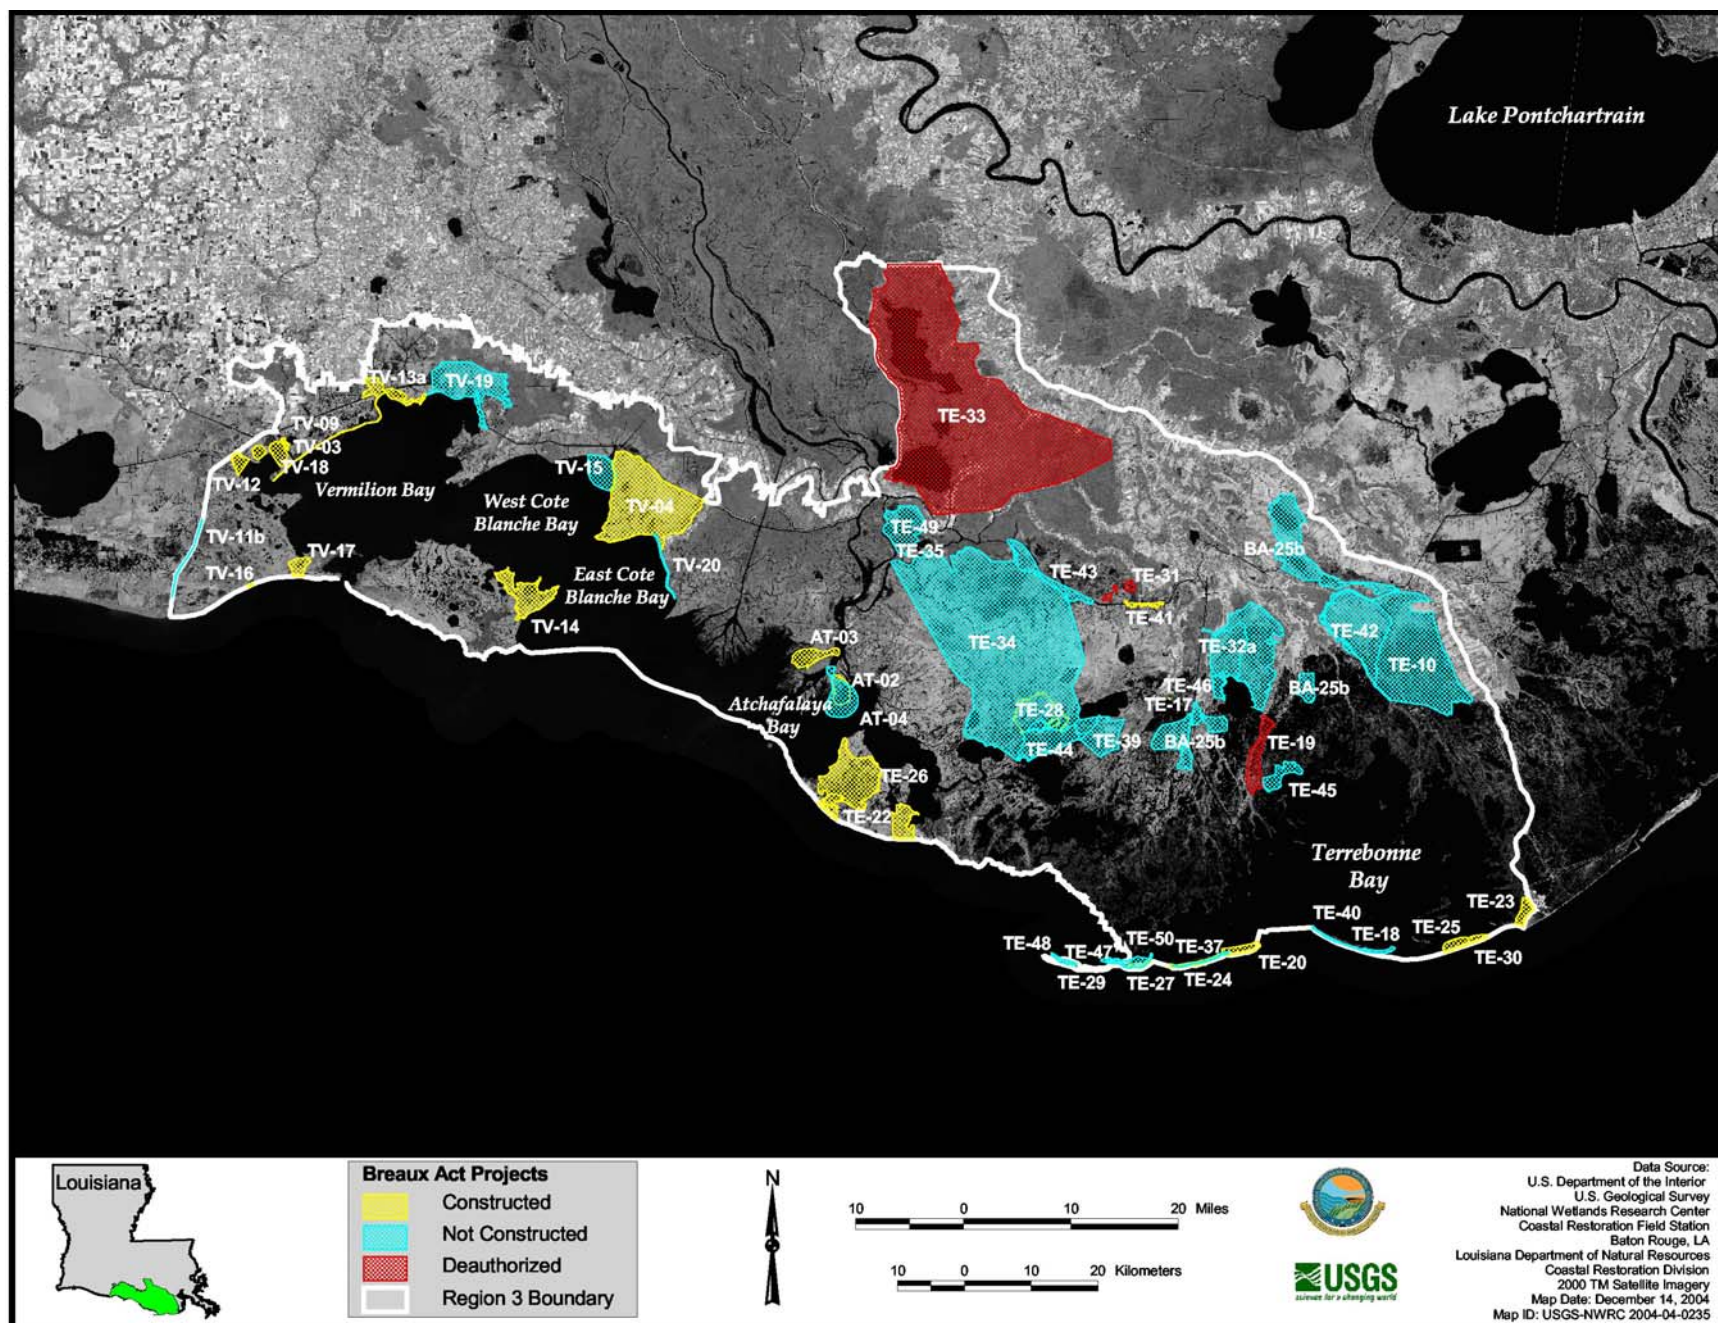 Lake Pontchartrain
TE-33
TV-13a
TV-19
TV-09
TV-03
TV-18
TV-12
Vermilion Bay
TV-15
West Cote
Blanche Bay
TV-04
TV-11b
TV-17
TV-16
TV-20
East Cote
Blanche Bay
TV-14
TE-49
TE-35
BA-25b
TE-43
TE-31
TE-41
AT-03
TE-34
TE-32a
TE-42
TE-10
AT-02
Atchafalaya
Bay
AT-04
TE-28
TE-46
TE-17
BA-25b
TE-44
TE-39
BA-25b
TE-19
TE-26
TE-45
TE-22
Terrebonne
Bay
TE-23
TE-40
TE-25
TE-48
TE-47
TE-50
TE-37
TE-18
TE-20
TE-30
TE-29
TE-27
TE-24
Louisiana
Breaux Act Projects
Constructed
Not Constructed
Deauthorized
Region 3 Boundary
N
10 0 10 20 Miles
10 0 10 20 Kilometers
USGS
science for a changing world
Data Source:
U.S. Department of the Interior
U.S. Geological Survey
National Wetlands Research Center
Coastal Restoration Field Station
Baton Rouge, LA
Louisiana Department of Natural Resources
Coastal Restoration Division
2000 TM Satellite Imagery
Map Date: December 14, 2004
Map ID: USGS-NWRC 2004-04-0235